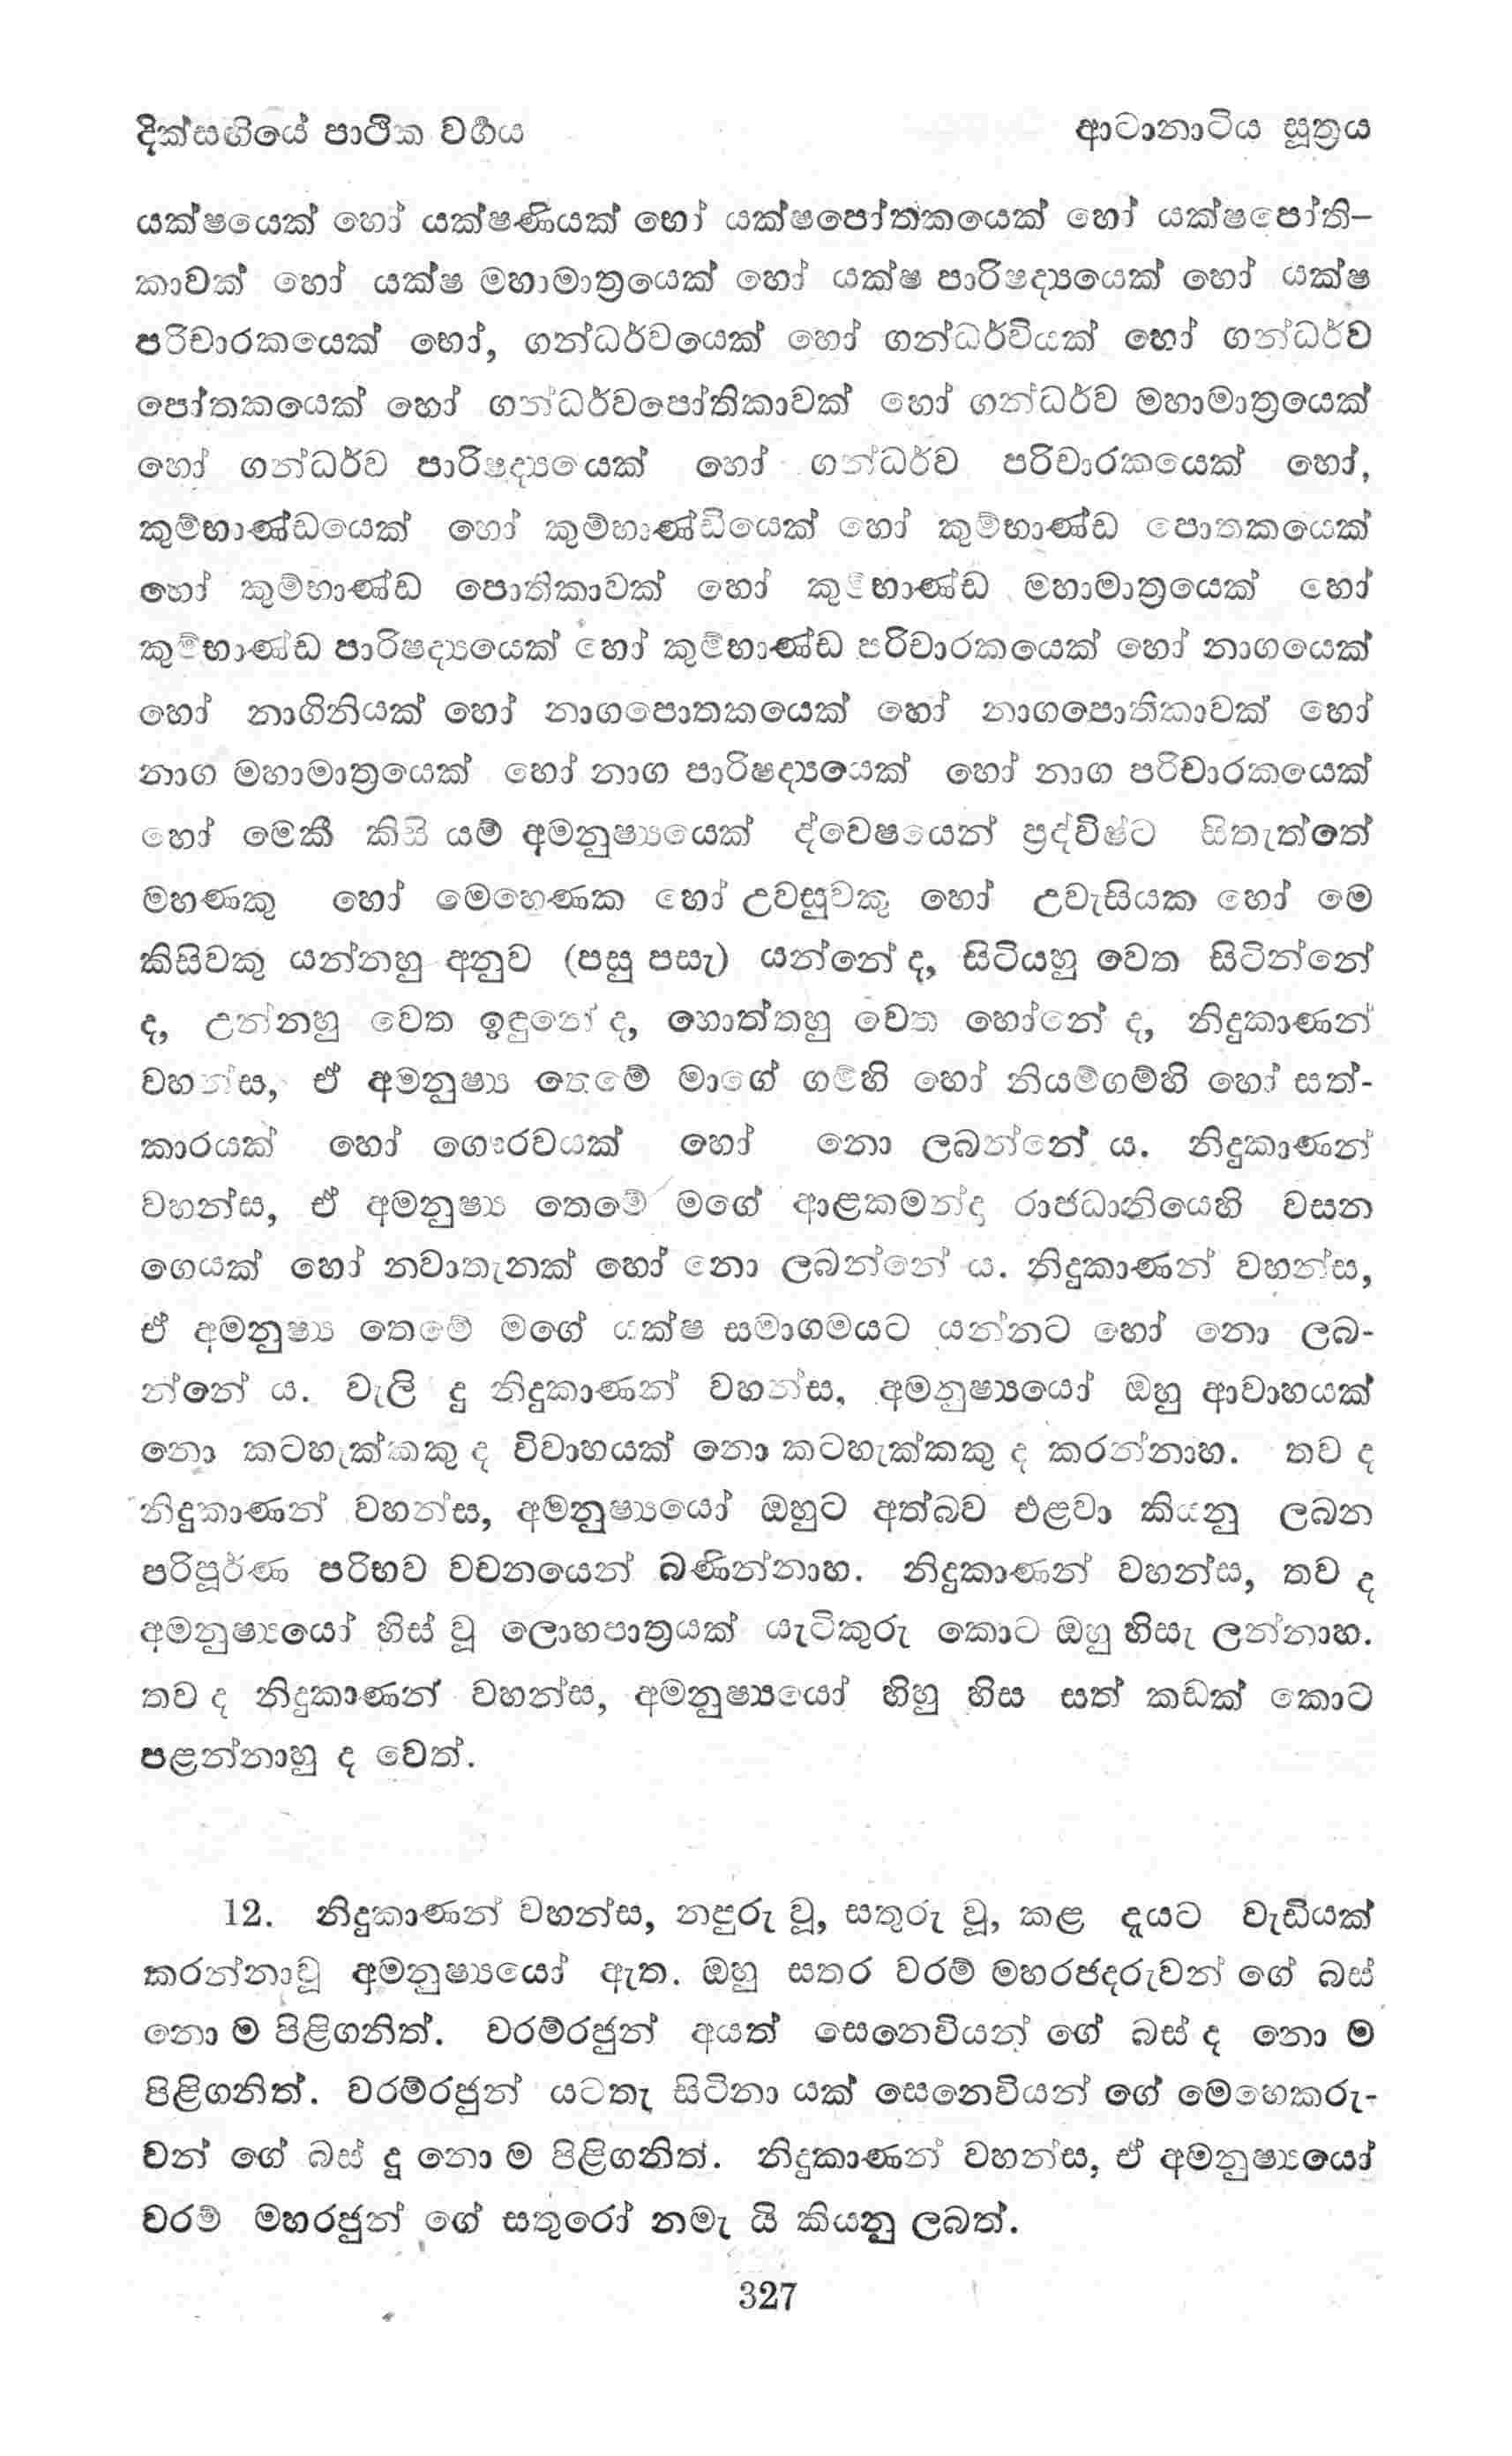 දික්සඟියේ පාථික වර්‍ගය
ආටානාටිය සූත්‍රය
යක්ෂයෙක් හෝ යක්ෂණියක් හෝ යක්ෂපෝතකයෙක් හෝ යක්ෂපෝති–
කාවක් හෝ යක්ෂ මහාමාත්‍රයෙක් හෝ යක්ෂ පාරිෂද්‍යයෙක් හෝ යක්ෂ
පරිචාරකයෙක් හෝ, ගන්ධර්වයෙක් හෝ ගන්ධර්වියක් හෝ ගන්ධර්ව
පෝතකයෙක් හෝ ගන්ධර්වපෝතිකාවක් හෝ ගන්ධර්ව මහාමාත්‍රයෙක්
හෝ ගන්ධර්ව පාරිෂද්‍යයෙක් හෝ ගන්ධර්ව පරිචාරකයෙක් හෝ,
කුම්භාණ්ඩයෙක් හෝ කුම්භාණ්ඩියෙක් හෝ කුම්භාණ්ඩ පොතකයෙක්
හෝ කුම්භාණ්ඩ පොතිකාවක් හෝ කුම්භාණ්ඩ මහාමාත්‍රයෙක් හෝ
කුම්භාණ්ඩ පාරිෂද්‍යයෙක් හෝ කුම්භාණ්ඩ පරිචාරකයෙක් හෝ නාගයෙක්
හෝ නාගිනියක් හෝ නාගපොතකයෙක් හෝ නාගපොතිකාවක් හෝ
නාග මහාමාත්‍රයෙක් හෝ නාග පාරිෂද්‍යයෙක් හෝ නාග පරිචාරකයෙක්
හෝ මෙකී කිසි යම් අමනුෂ්‍යයෙක් ද්වෙෂයෙන් ප්‍රද්විෂ්ට සිතැත්තේ
මහණකු හෝ මෙහෙණක හෝ උවසුවකු හෝ උවැසියක හෝ මෙ
කිසිවකු යන්නහු අනුව (පසු පසැ) යන්නේ ද, සිටියහු වෙත සිටින්නේ
ද, උන්නහු වෙත ඉඳුනේ ද, හොත්තහු වෙත හෝනේ ද, නිදුකාණන්
වහන්ස, ඒ අමනුෂ්‍ය තෙමේ මාගේ ගම්හි හෝ නියම්ගම්හි හෝ සත්-
කාරයක් හෝ ගෞරවයක් හෝ නො ලබන්නේ ය. නිදුකාණන්
වහන්ස, ඒ අමනුෂ්‍ය තෙමේ මගේ ආළකමන්දා රාජධානියෙහි වසන
ගෙයක් හෝ නවාතැනක් හෝ නො ලබන්නේ ය. නිදුකාණන් වහන්ස,
ඒ අමනුෂ්‍ය තෙමේ මගේ යක්ෂ සමාගමයට යන්නට හෝ නො ලබ-
න්නේ ය. වැලි දු නිදුකාණන් වහන්ස, අමනුෂ්‍යයෝ ඔහු ආවාහයක්
නො කටහැක්කකු ද විවාහයක් නො කටහැක්කකු ද කරන්නාහ. තව ද
නිදුකාණන් වහන්ස, අමනුෂ්‍යයෝ ඔහුට අත්බව එළවා කියනු ලබන
පරිපූර්ණ පරිභව වචනයෙන් බණින්නාහ. නිදුකාණන් වහන්ස, තව ද
අමනුෂ්‍යයෝ හිස් වූ ලොහපාත්‍රයක් යැටිකුරු කොට ඔහු හිසැ ලන්නාහ.
තව ද නිදුකාණන් වහන්ස, අමනුෂ්‍යයෝ හිහු හිස සත් කඩක් කොට
පළන්නාහු ද වෙත්.
12. නිදුකාණන් වහන්ස, නපුරු වූ, සතුරු වූ, කළ දැයට වැඩියක්
කරන්නාවූ අමනුෂ්‍යයෝ ඇත. ඔහු සතර වරම් මහරජදරුවන් ගේ බස්
නො ම පිළිගනිත්. වරම්රජුන් අයත් සෙනෙවියන් ගේ බස් ද නො ම
පිළිගනිත්. වරම්රජුන් යටතැ සිටිනා යක් සෙනෙවියන් ගේ මෙහෙකරු-
වන් ගේ බස් දු නො ම පිළිගනිත්. නිදුකාණන් වහන්ස, ඒ අමනුෂ්‍යයෝ
වරම් මහරජුන් ගේ සතුරෝ නමැ යි කියනු ලබත්.
327